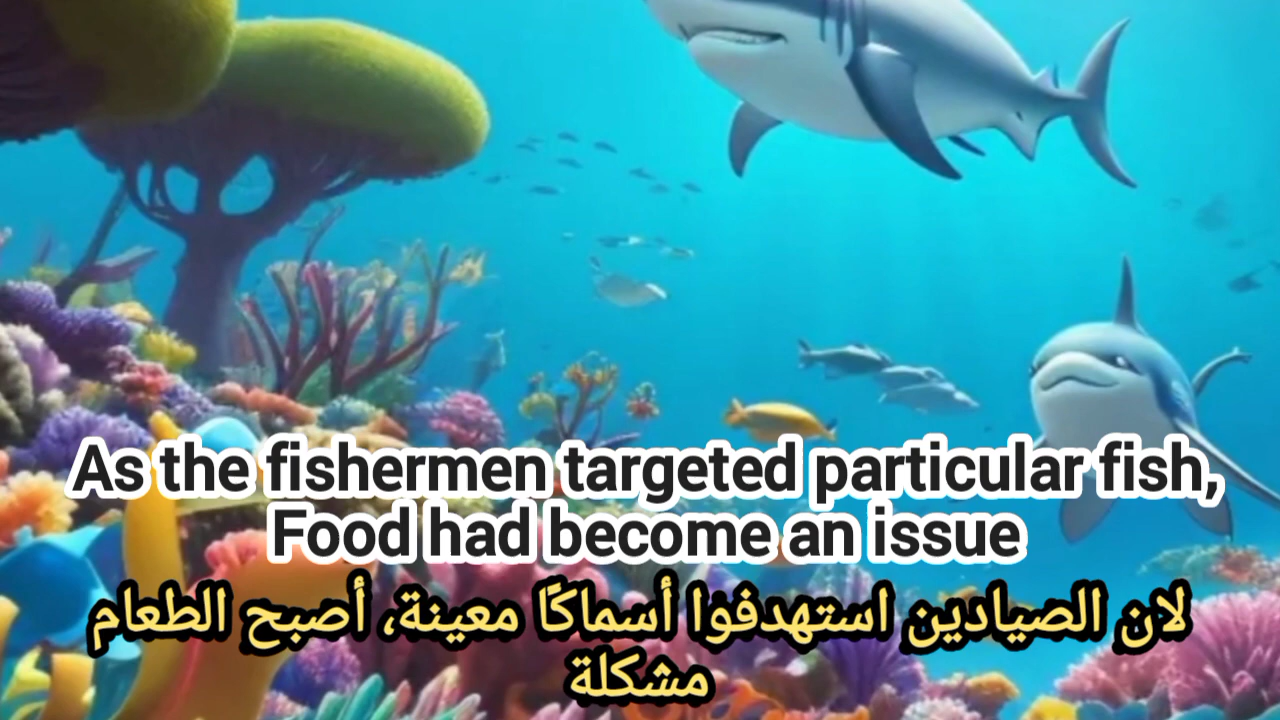 As the fishermen targeted particular fish,
Food had become an issue
لان الصيادين استهدفوا أسماكًا معينة، أصبح الطعام
مشكلة